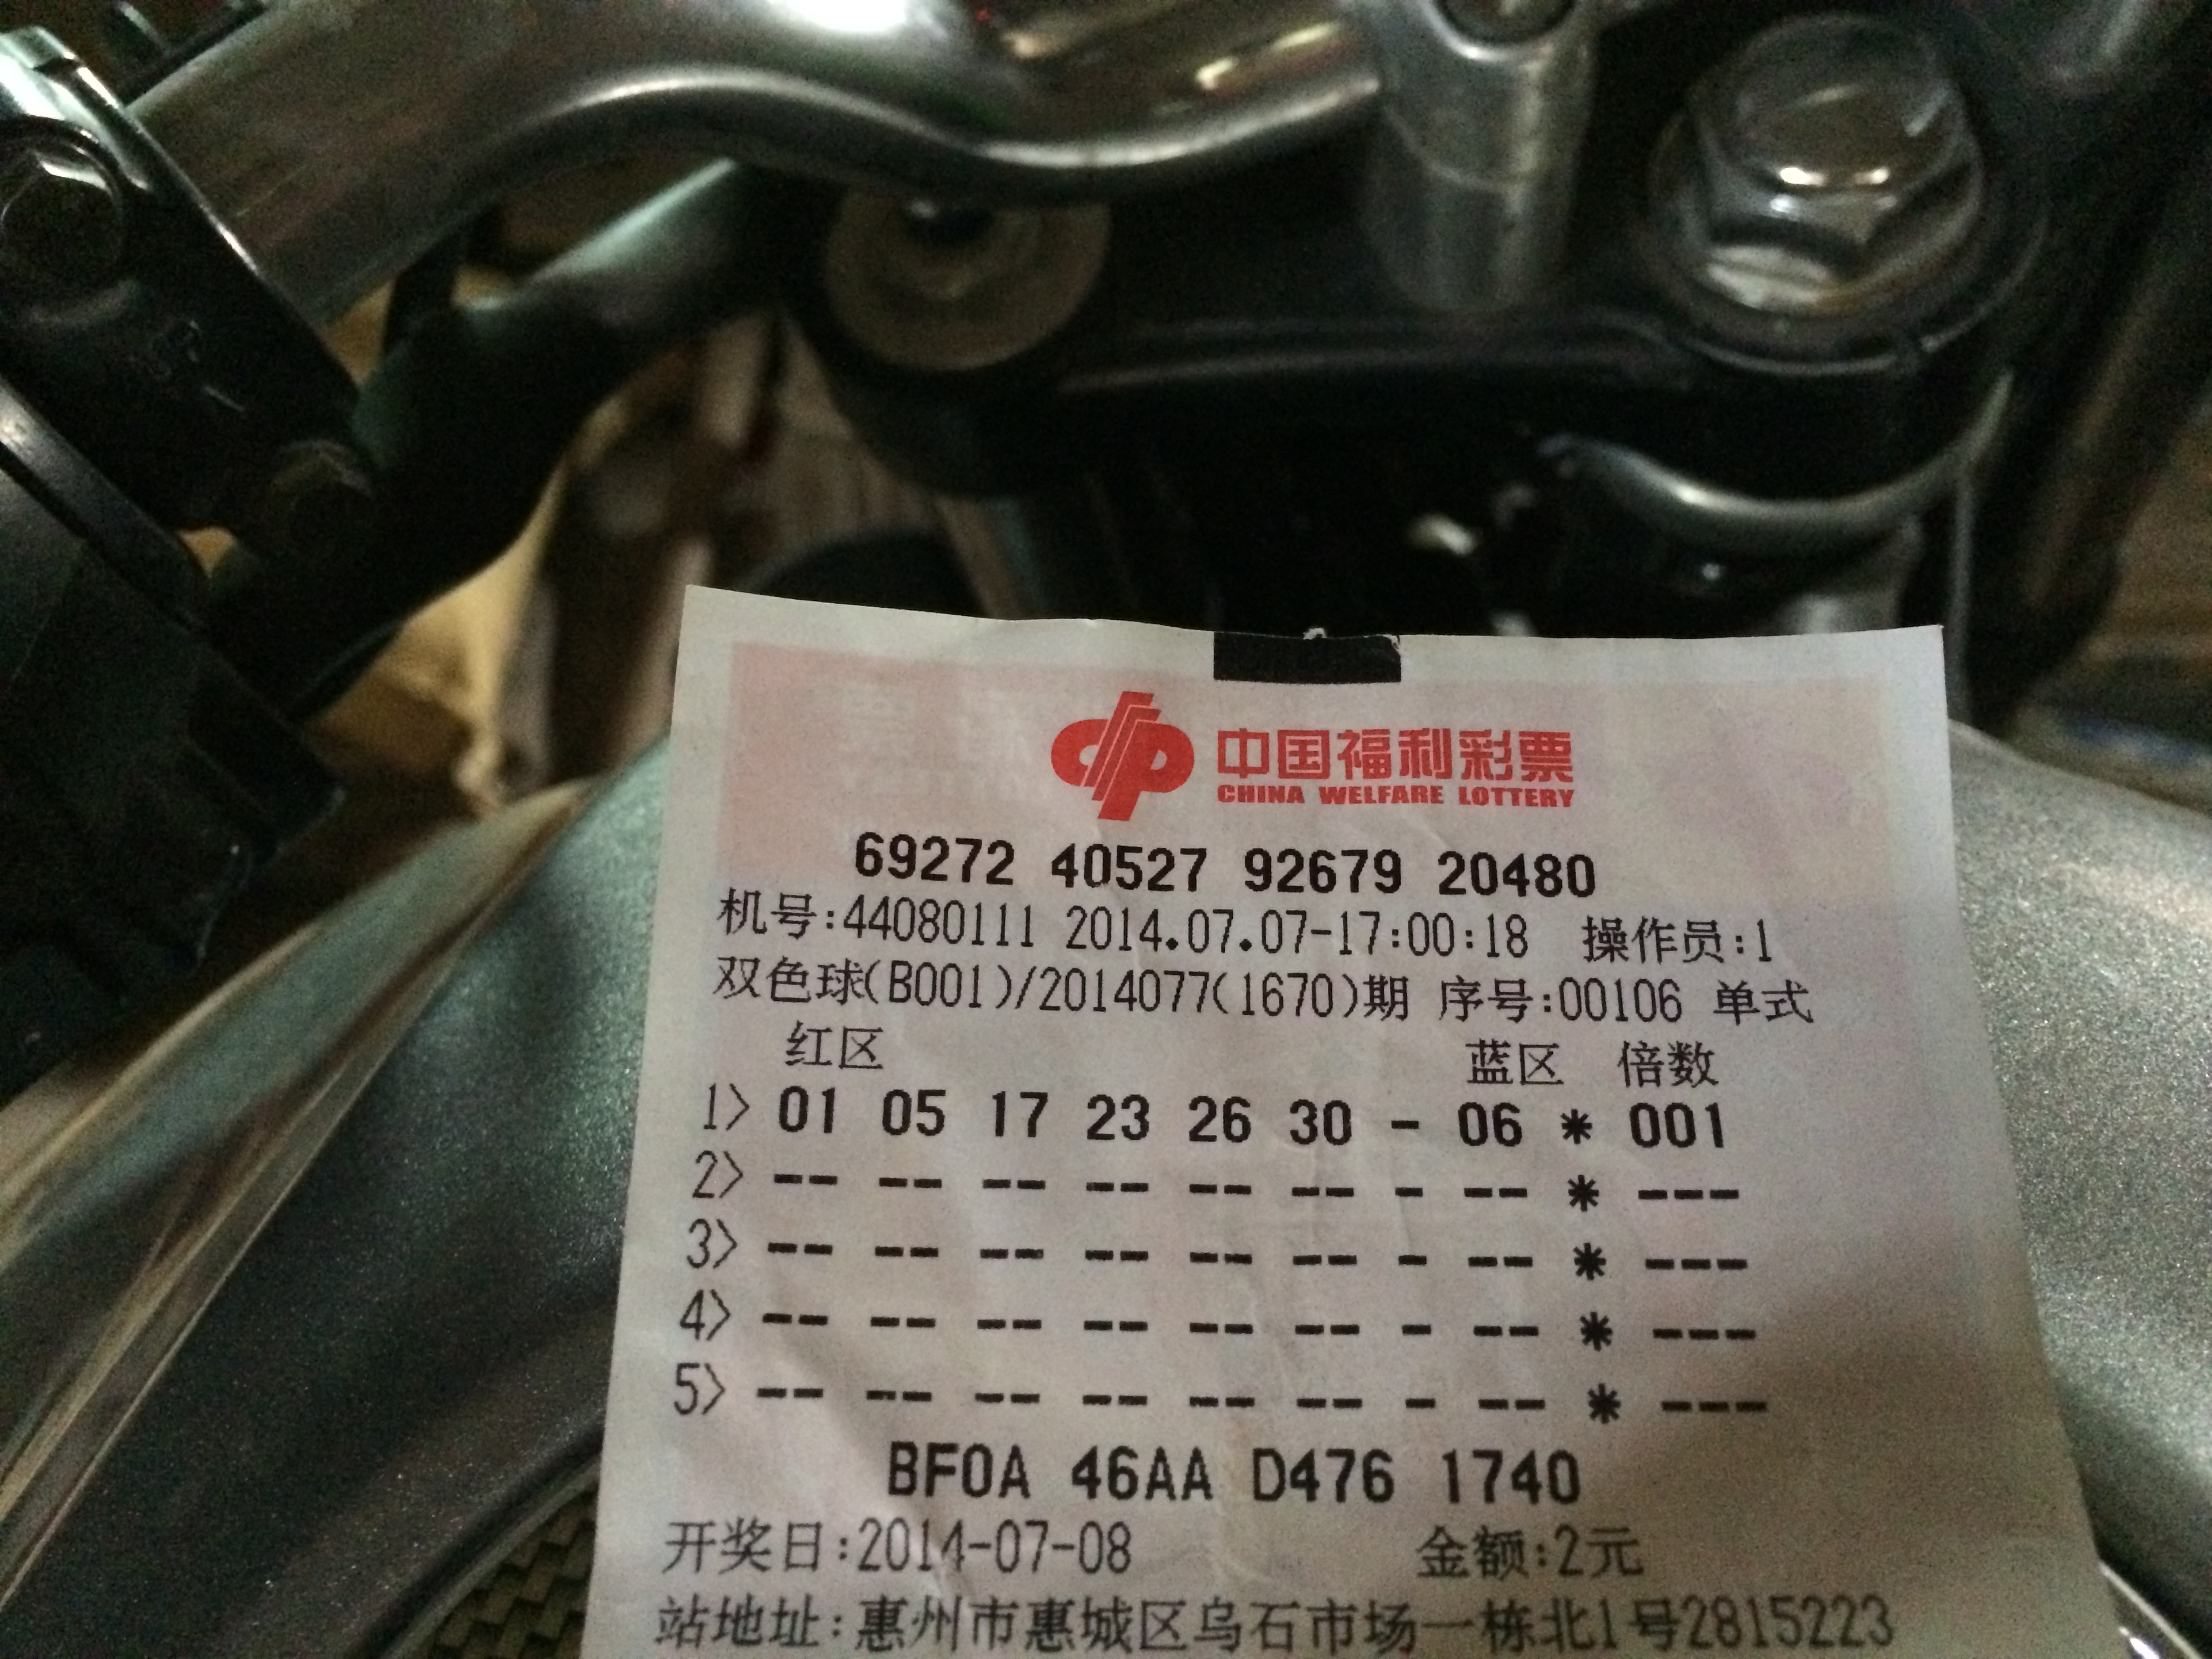 中国福利彩票
CHINA WELFARE LOTTERY
69272 40527 92679 20480
机号:44080111 2014.07.07-17:00:18 操作员:1
双色球(B001)/2014077(1670)期 序号:00106 单式
红区 蓝区 倍数
1> 01 05 17 23 26 30 - 06 * 001
2> -- -- -- -- -- -- - -- * ---
3> -- -- -- -- -- -- - -- * ---
4> -- -- -- -- -- -- - -- * ---
5> -- -- -- -- -- -- - -- * ---
BF0A 46AA D476 1740
开奖日:2014-07-08 金额:2元
站地址:惠州市惠城区乌石市场一栋北1号2815223